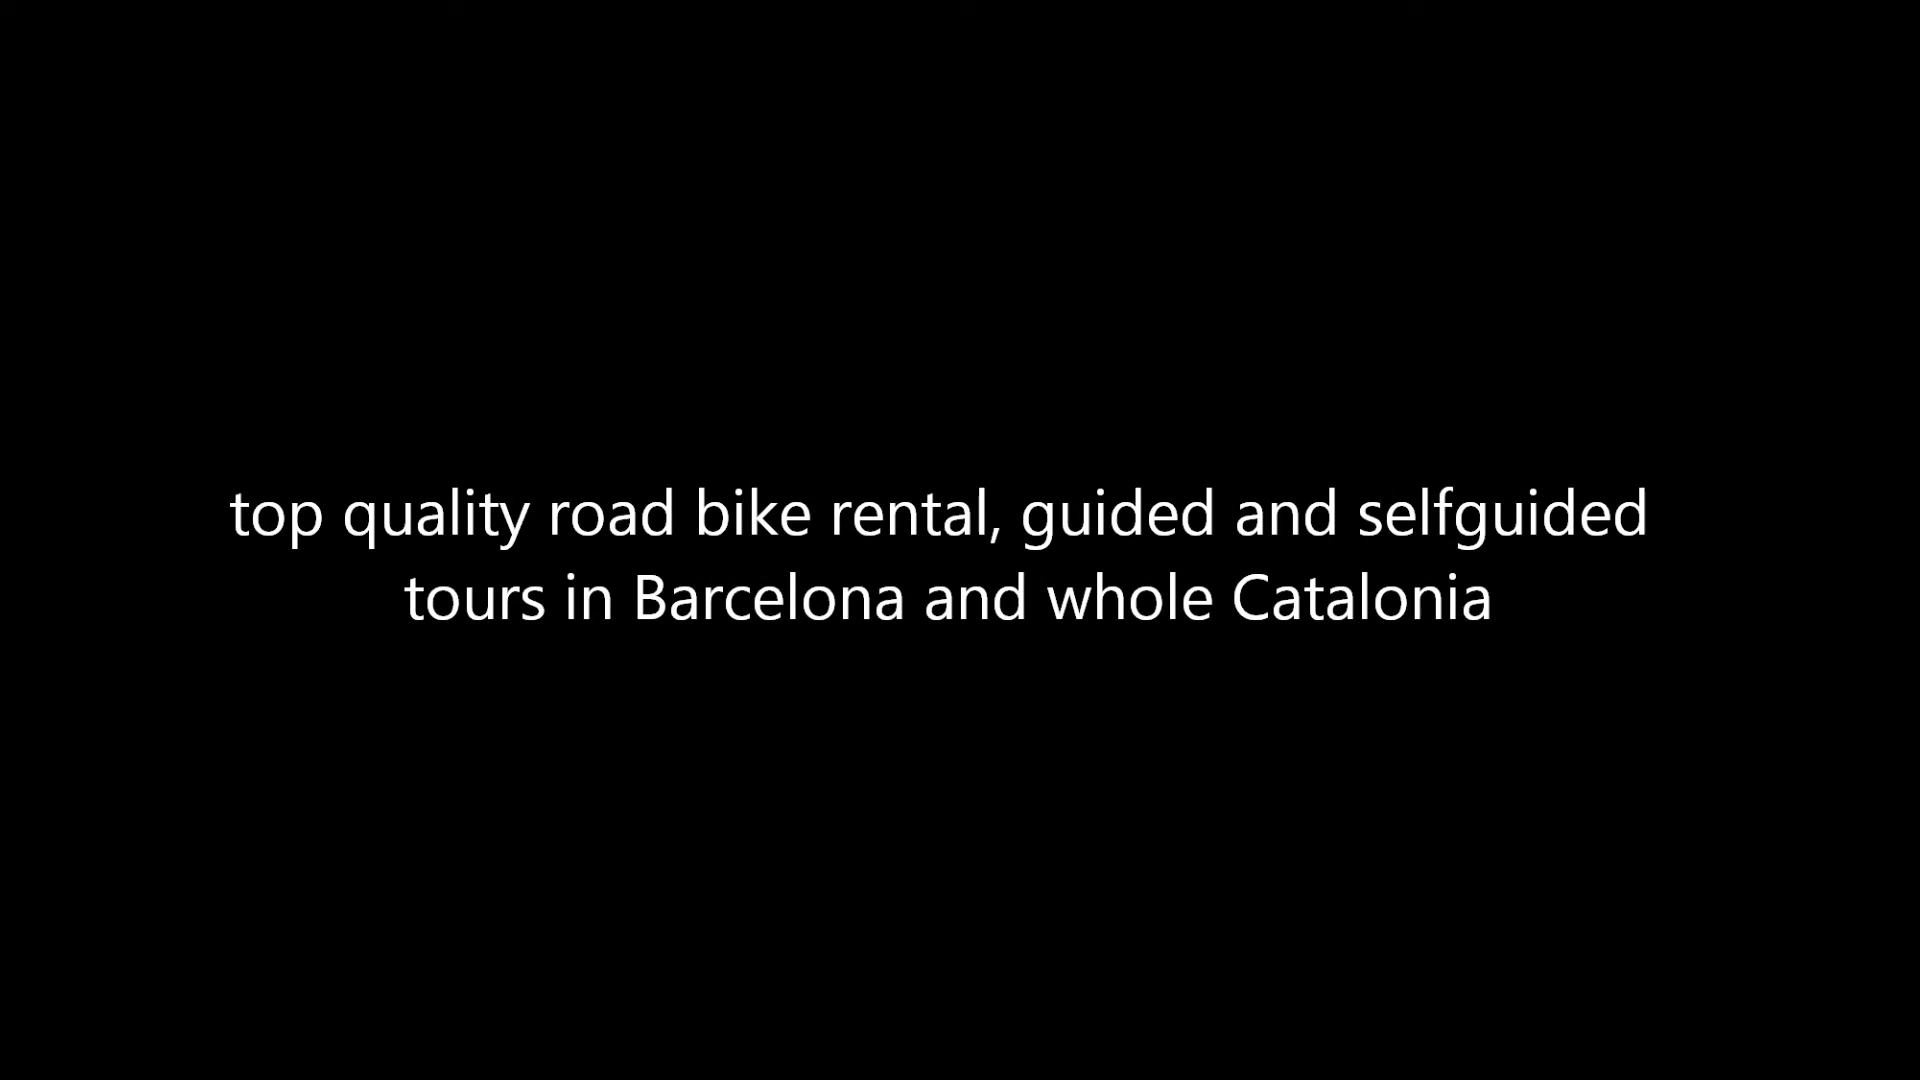 top quality road bike rental, guided and selfguided
tours in Barcelona and whole Catalonia